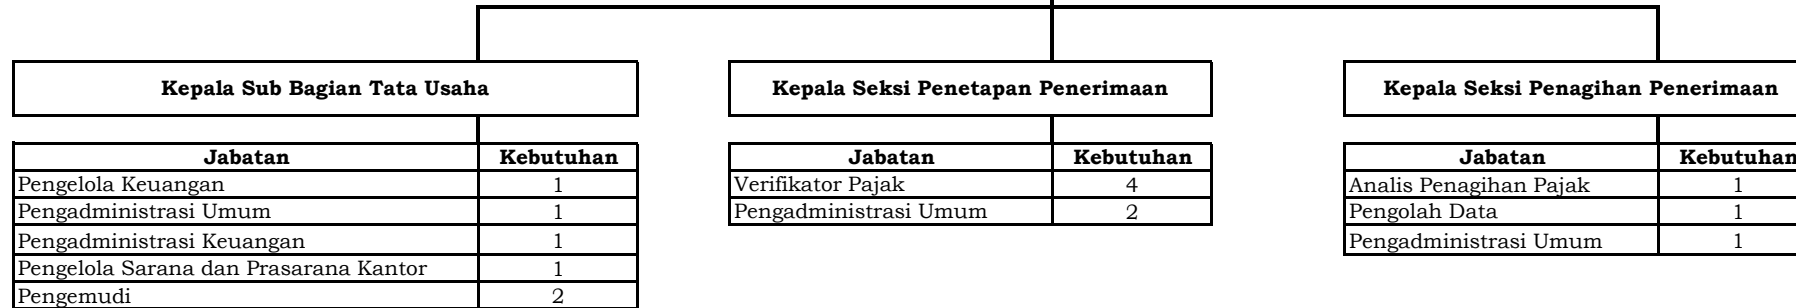 Kepala Sub Bagian Tata Usaha
Jabatan Kebutuhan
Pengelola Keuangan 1
Pengadministrasi Umum 1
Pengadministrasi Keuangan 1
Pengelola Sarana dan Prasarana Kantor 1
Pengemudi 2
Kepala Seksi Penetapan Penerimaan
Jabatan Kebutuhan
Verifikator Pajak 4
Pengadministrasi Umum 2
Kepala Seksi Penagihan Penerimaan
Jabatan Kebutuhan
Analis Penagihan Pajak 1
Pengolah Data 1
Pengadministrasi Umum 1